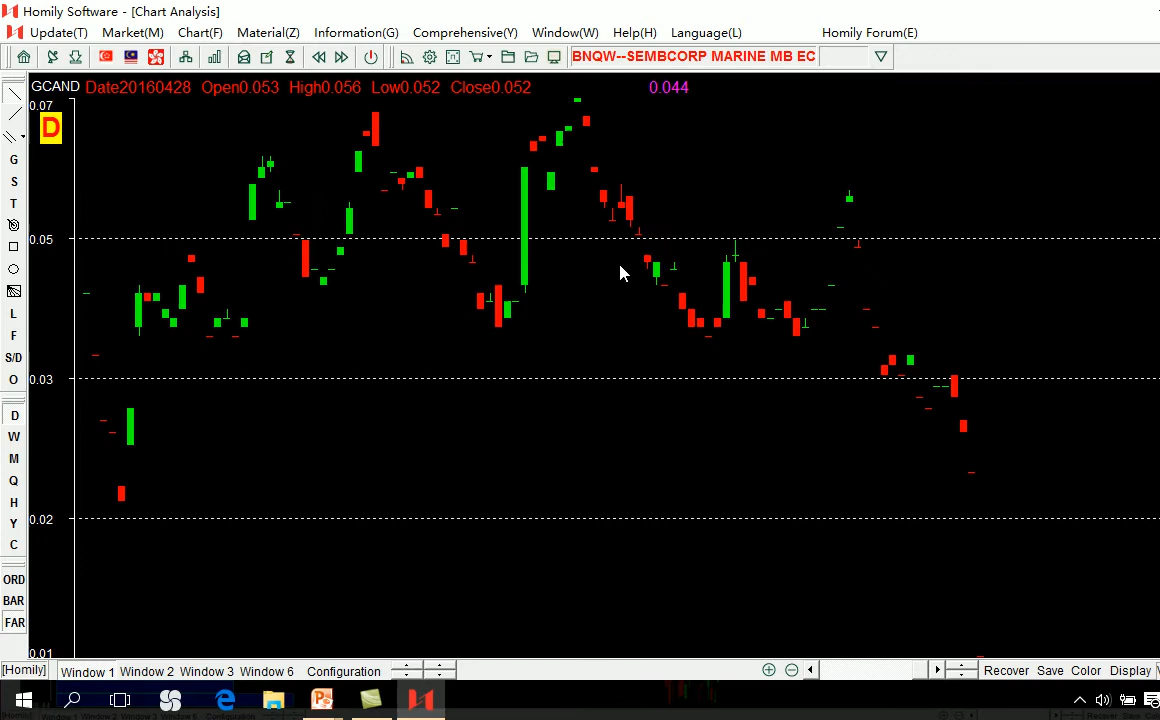 Homily Software - [Chart Analysis]
Update(T) Market(M) Chart(F) Material(Z) Information(G) Comprehensive(Y) Window(W) Help(H) Language(L) Homily Forum(E)
BNQW--SEMBCORP MARINE MB EC
GCAND Date20160428 Open0.053 High0.056 Low0.052 Close0.052 0.044
0.07
D
G
S
T
0.05
L
F
S/D
0.03
O
D
W
M
Q
H
0.02
Y
C
ORD
BAR
FAR
0.01
[Homily] Window 1 Window 2 Window 3 Window 6 Configuration Recover Save Color Display